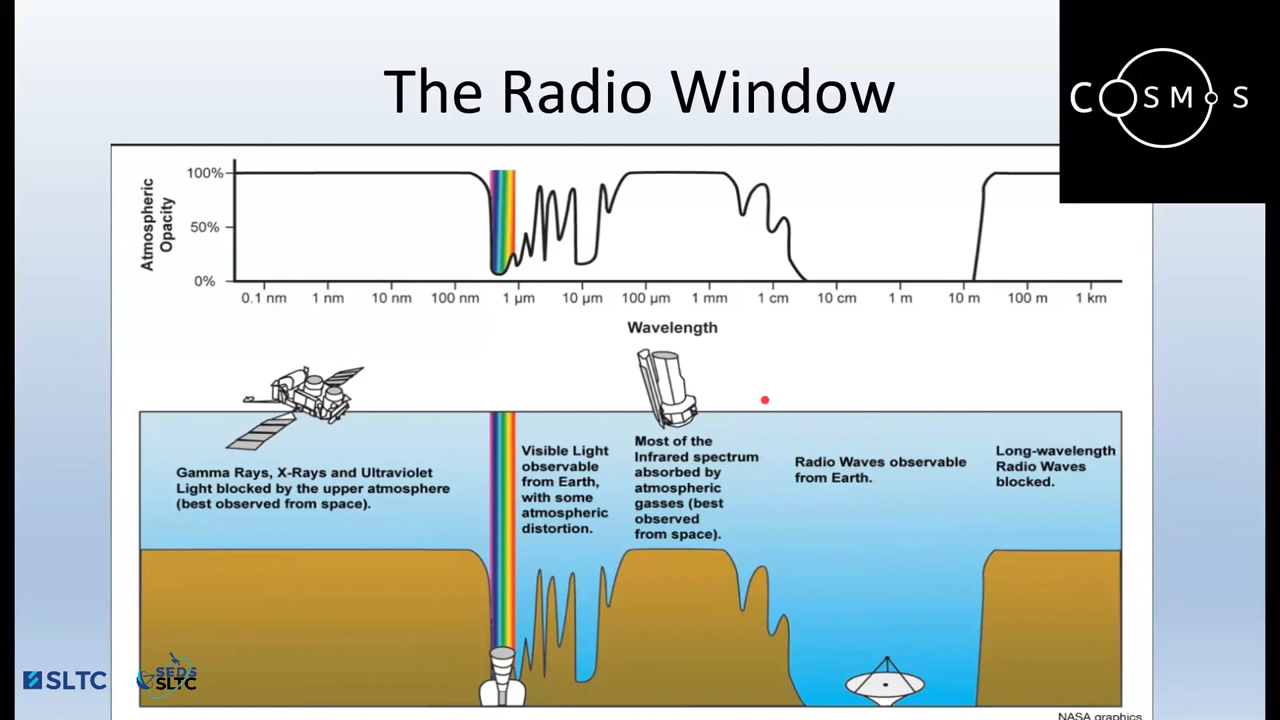 The Radio Window
COSMOS
Atmospheric
Opacity
100%
50%
0%
0.1 nm 1 nm 10 nm 100 nm 1 µm 10 µm 100 µm 1 mm 1 cm 10 cm 1 m 10 m 100 m 1 km
Wavelength
Gamma Rays, X-Rays and Ultraviolet
Light blocked by the upper atmosphere
(best observed from space).
Visible Light
observable
from Earth,
with some
atmospheric
distortion.
Most of the
Infrared spectrum
absorbed by
atmospheric
gasses (best
observed
from space).
Radio Waves observable
from Earth.
Long-wavelength
Radio Waves
blocked.
SLTC
SEDS
SLTC
NASA graphics